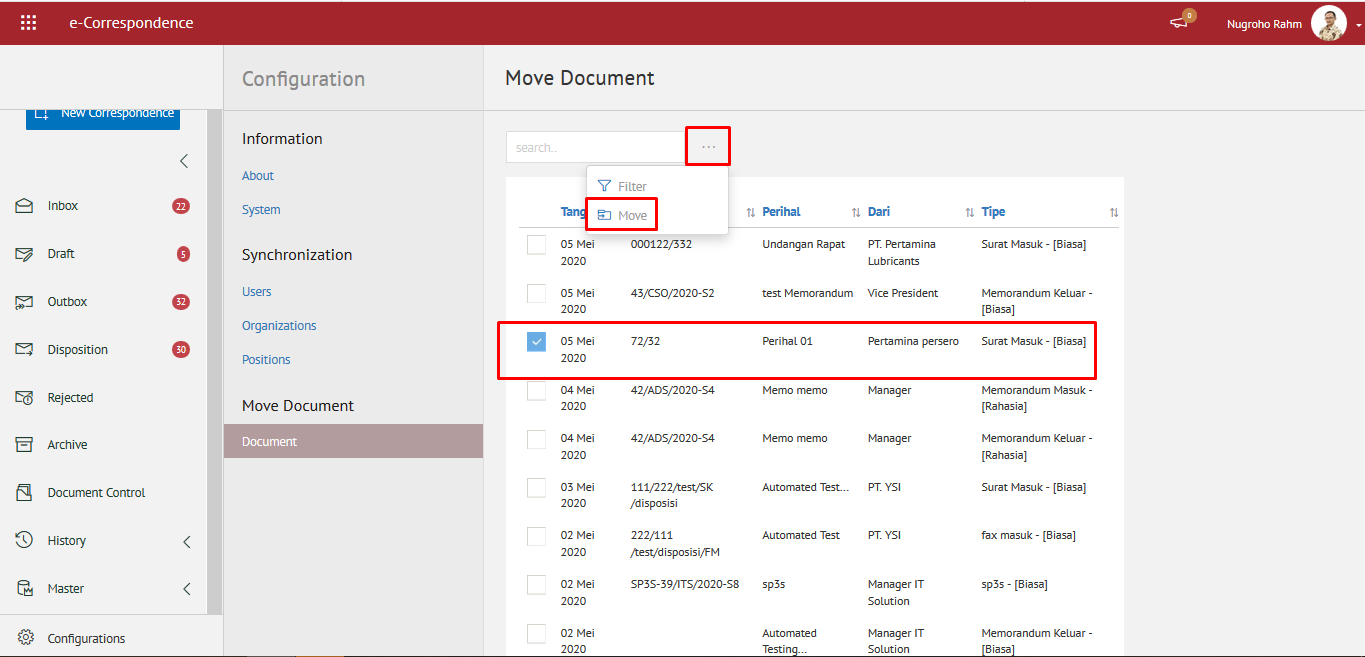 e-Correspondence
0
Nugroho Rahm
New Correspondence
Inbox 22
Draft 5
Outbox 32
Disposition 30
Rejected
Archive
Document Control
History
Master
Configurations
Configuration
Information
About
System
Synchronization
Users
Organizations
Positions
Move Document
Document
Move Document
search.. ...
Filter
Move
Tang Perihal Dari Tipe
05 Mei 000122/332 Undangan Rapat PT. Pertamina Surat Masuk - [Biasa]
2020 Lubricants
05 Mei 43/CSO/2020-S2 test Memorandum Vice President Memorandum Keluar -
2020 [Biasa]
05 Mei 72/32 Perihal 01 Pertamina persero Surat Masuk - [Biasa]
2020
04 Mei 42/ADS/2020-S4 Memo memo Manager Memorandum Masuk -
2020 [Rahasia]
04 Mei 42/ADS/2020-S4 Memo memo Manager Memorandum Keluar -
2020 [Rahasia]
03 Mei 111/222/test/SK Automated Test... PT. YSI Surat Masuk - [Biasa]
2020 /disposisi
02 Mei 222/111 Automated Test PT. YSI fax masuk - [Biasa]
2020 /test/disposisi/FM
02 Mei SP3S-39/ITS/2020-S8 sp3s Manager IT sp3s - [Biasa]
2020 Solution
02 Mei Automated Manager IT Memorandum Keluar -
2020 Testing... Solution [Biasa]